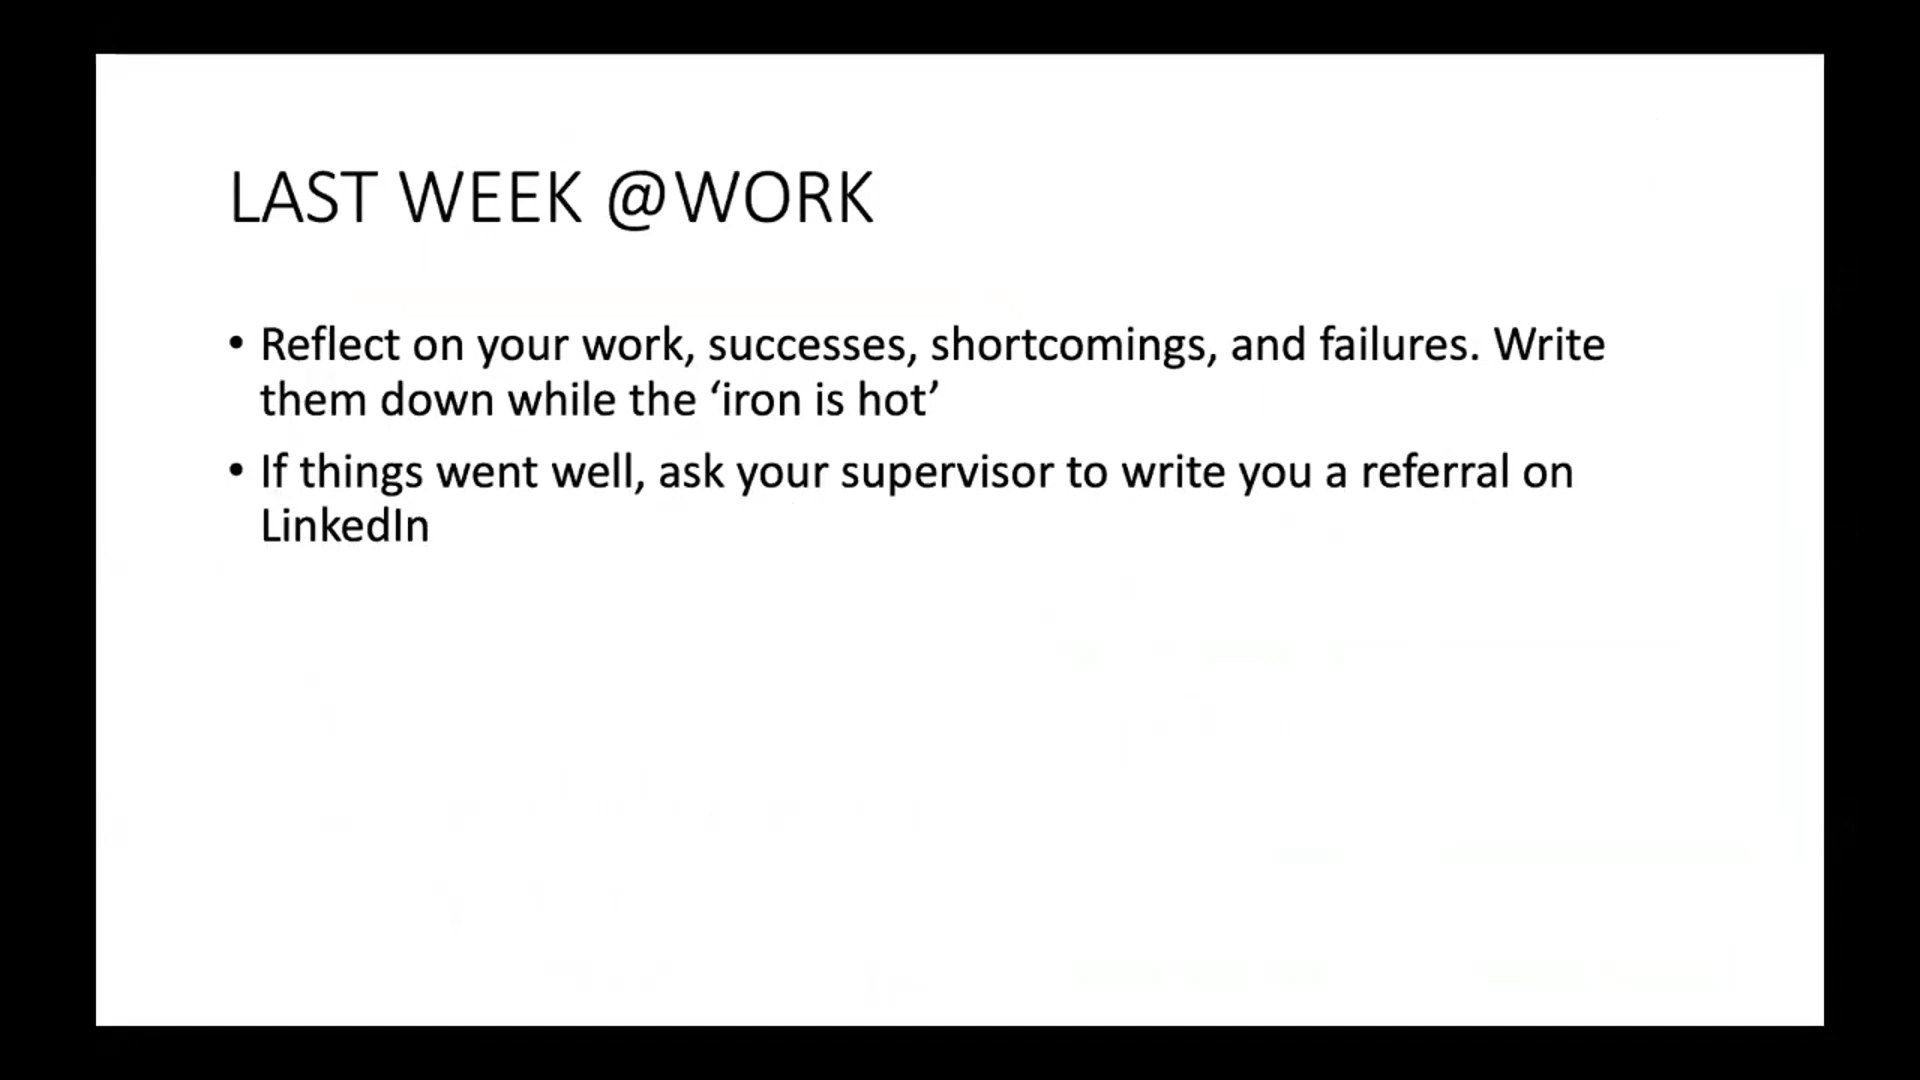 LAST WEEK @WORK
• Reflect on your work, successes, shortcomings, and failures. Write
them down while the ‘iron is hot’
• If things went well, ask your supervisor to write you a referral on
LinkedIn